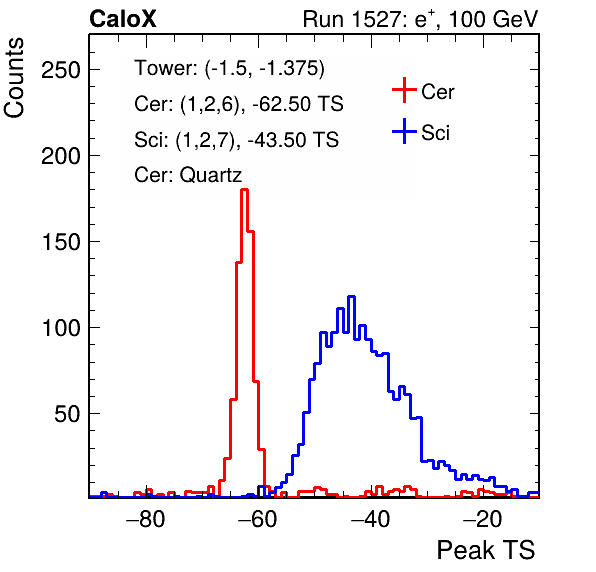 CaloX Run 1527: e+, 100 GeV
Counts
Tower: (-1.5, -1.375)
Cer: (1,2,6), -62.50 TS
Sci: (1,2,7), -43.50 TS
Cer: Quartz
Cer
Sci
250
200
150
100
50
−80 −60 −40 −20
Peak TS